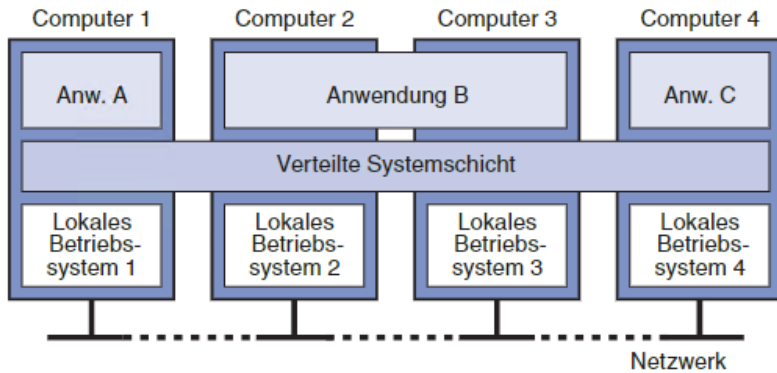 Computer 1 Computer 2 Computer 3 Computer 4
Anw. A Anwendung B Anw. C
Verteilte Systemschicht
Lokales Lokales Lokales Lokales
Betriebs- Betriebs- Betriebs- Betriebs-
system 1 system 2 system 3 system 4
Netzwerk